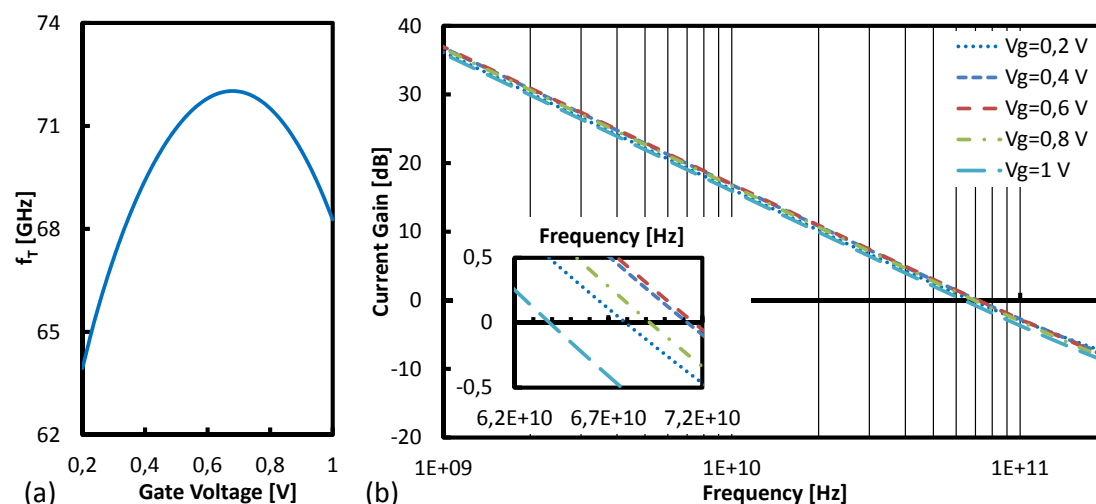 74
71
68
65
62
f_T [GHz]
0,2 0,4 0,6 0,8 1
Gate Voltage [V]
(a)
40
30
20
10
0
-10
-20
Current Gain [dB]
Vg=0,2 V
Vg=0,4 V
Vg=0,6 V
Vg=0,8 V
Vg=1 V
Frequency [Hz]
0,5
0
-0,5
6,2E+10 6,7E+10 7,2E+10
1E+09 1E+10 1E+11
Frequency [Hz]
(b)